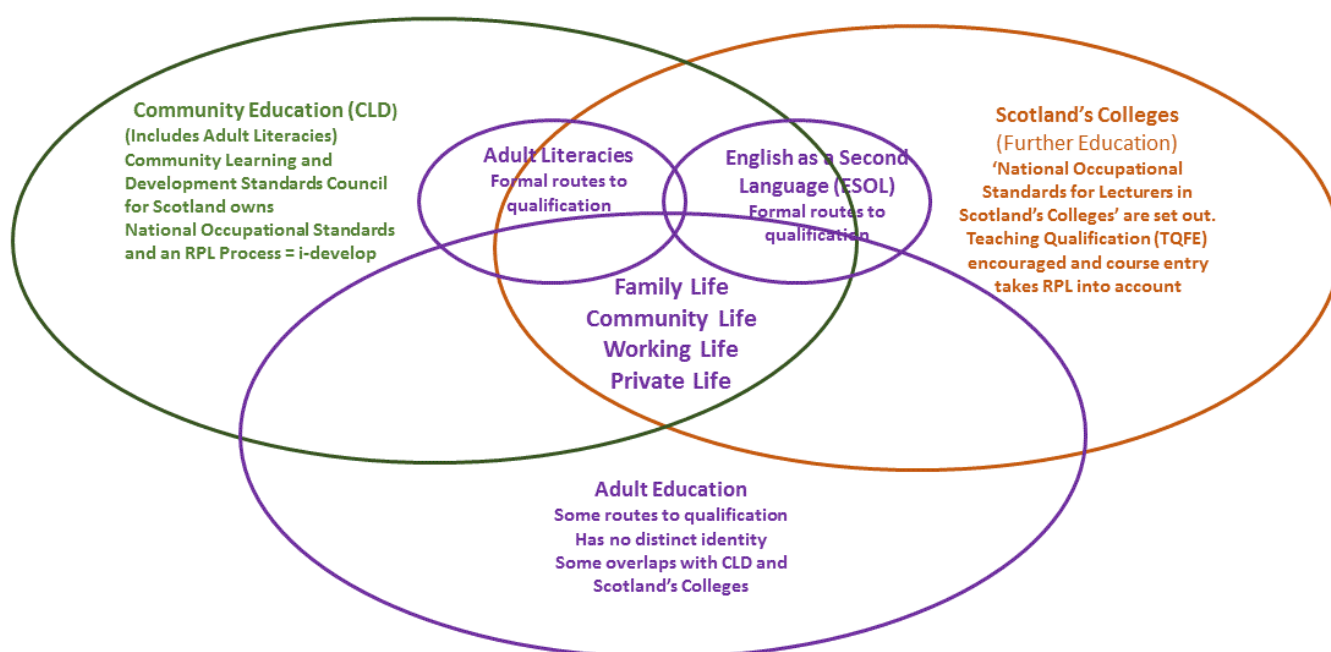 Community Education (CLD)
(Includes Adult Literacies)
Community Learning and
Development Standards Council
for Scotland owns
National Occupational Standards
and an RPL Process = i-develop
Adult Literacies
Formal routes to
qualification
English as a Second
Language (ESOL)
Formal routes to
qualification
Scotland’s Colleges
(Further Education)
‘National Occupational
Standards for Lecturers in
Scotland’s Colleges’ are set out.
Teaching Qualification (TQFE)
encouraged and course entry
takes RPL into account
Family Life
Community Life
Working Life
Private Life
Adult Education
Some routes to qualification
Has no distinct identity
Some overlaps with CLD and
Scotland’s Colleges